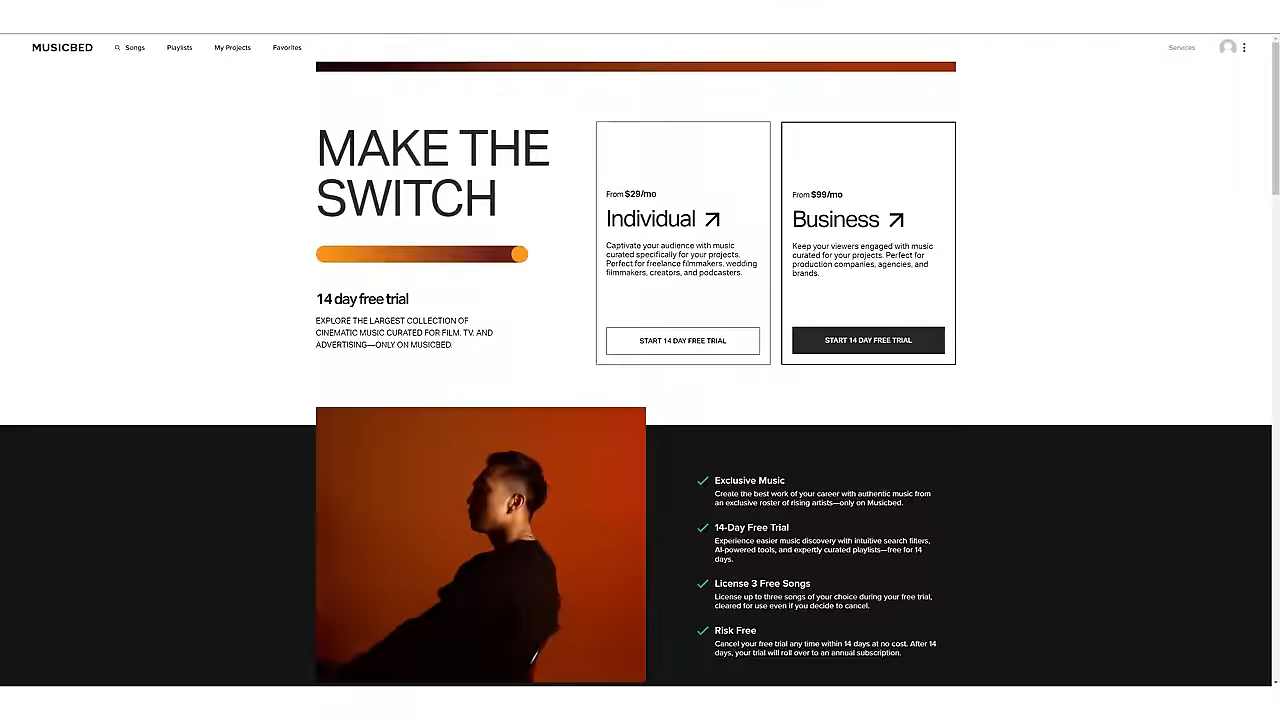 MUSICBED
Songs
Playlists
My Projects
Favorites
Services
MAKE THE
SWITCH
14 day free trial
EXPLORE THE LARGEST COLLECTION OF
CINEMATIC MUSIC CURATED FOR FILM, TV, AND
ADVERTISING—ONLY ON MUSICBED.
From $29/mo
Individual
Captivate your audience with music
curated specifically for your projects.
Perfect for freelance filmmakers, wedding
filmmakers, creators, and podcasters.
START 14 DAY FREE TRIAL
From $99/mo
Business
Keep your viewers engaged with music
curated for your projects. Perfect for
production companies, agencies, and
brands.
START 14 DAY FREE TRIAL
Exclusive Music
Create the best work of your career with authentic music from
an exclusive roster of rising artists—only on Musicbed.
14-Day Free Trial
Experience easier music discovery with intuitive search filters,
AI-powered tools, and expertly curated playlists—free for 14
days.
License 3 Free Songs
License up to three songs of your choice during your free trial,
cleared for use even if you decide to cancel.
Risk Free
Cancel your free trial any time within 14 days at no cost. After 14
days, your trial will roll over to an annual subscription.